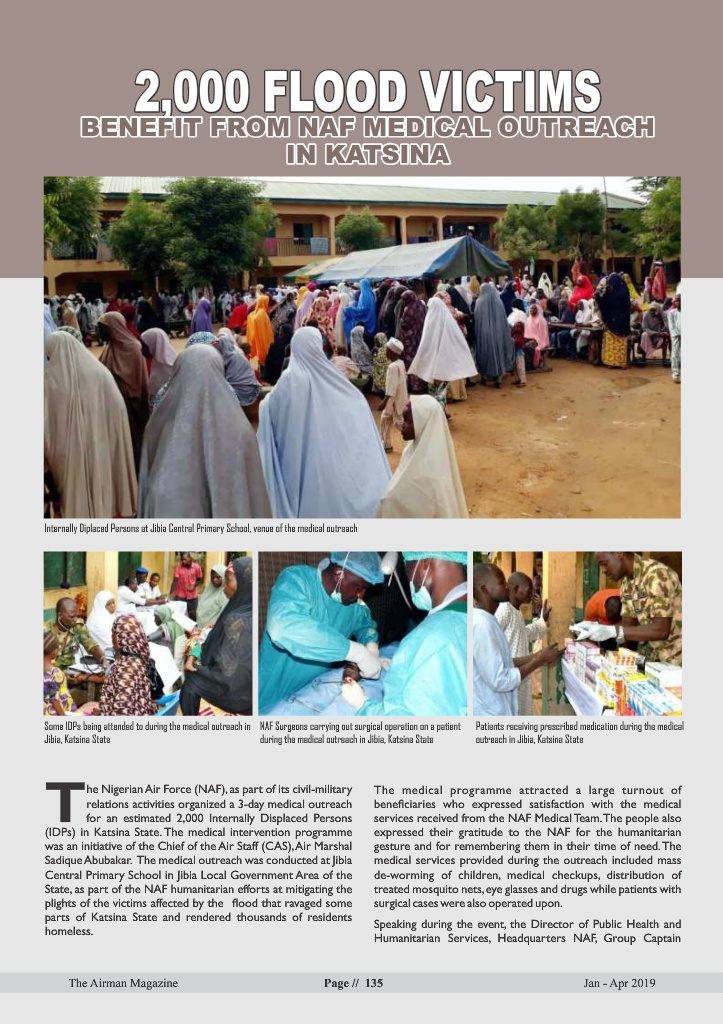 2,000 FLOOD VICTIMS
BENEFIT FROM NAF MEDICAL OUTREACH
IN KATSINA
Internally Diplaced Persons at Jibia Central Primary School, venue of the medical outreach
Some IDPs being attended to during the medical outreach in
Jibia, Katsina State
NAF Surgeons carrying out surgical operation on a patient
during the medical outreach in Jibia, Katsina State
Patients receiving prescribed medication during the medical
outreach in Jibia, Katsina State
The Nigerian Air Force (NAF), as part of its civil-military
relations activities organized a 3-day medical outreach
for an estimated 2,000 Internally Displaced Persons
(IDPs) in Katsina State. The medical intervention programme
was an initiative of the Chief of the Air Staff (CAS), Air Marshal
Sadique Abubakar. The medical outreach was conducted at Jibia
Central Primary School in Jibia Local Government Area of the
State, as part of the NAF humanitarian efforts at mitigating the
plights of the victims affected by the flood that ravaged some
parts of Katsina State and rendered thousands of residents
homeless.
The medical programme attracted a large turnout of
beneficiaries who expressed satisfaction with the medical
services received from the NAF Medical Team. The people also
expressed their gratitude to the NAF for the humanitarian
gesture and for remembering them in their time of need. The
medical services provided during the outreach included mass
de-worming of children, medical checkups, distribution of
treated mosquito nets, eye glasses and drugs while patients with
surgical cases were also operated upon.
Speaking during the event, the Director of Public Health and
Humanitarian Services, Headquarters NAF, Group Captain
The Airman Magazine
Page // 135
Jan - Apr 2019